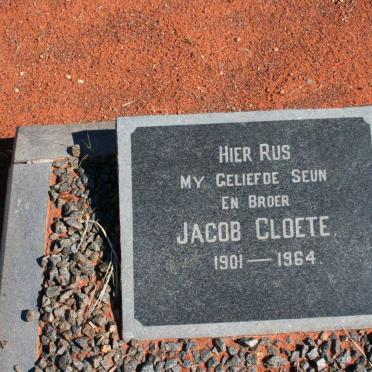 HIER RUS
MY GELIEFDE SEUN
EN BROER
JACOB CLOETE
1901 — 1964.